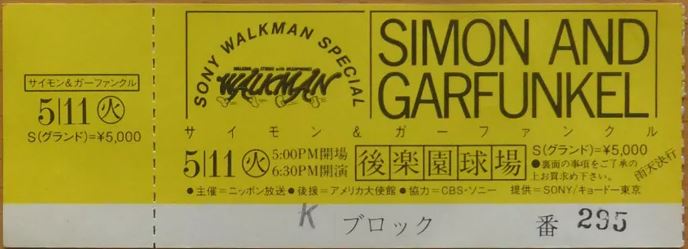 サイモン&ガーファンクル
5|11 火
S(グランド)=¥5,000
SONY WALKMAN SPECIAL
WALKMAN
SIMON AND
GARFUNKEL
サイモン&ガーファンクル
5|11 火 5:00PM開場
6:30PM開演
後楽園球場
S(グランド)=¥5,000
●裏面の事項をご了承の
上お買求め下さい。
雨天決行
●主催=ニッポン放送●後援=アメリカ大使館●協力=CBS・ソニー 提供=SONY/キョードー東京
K ブロック 番 295